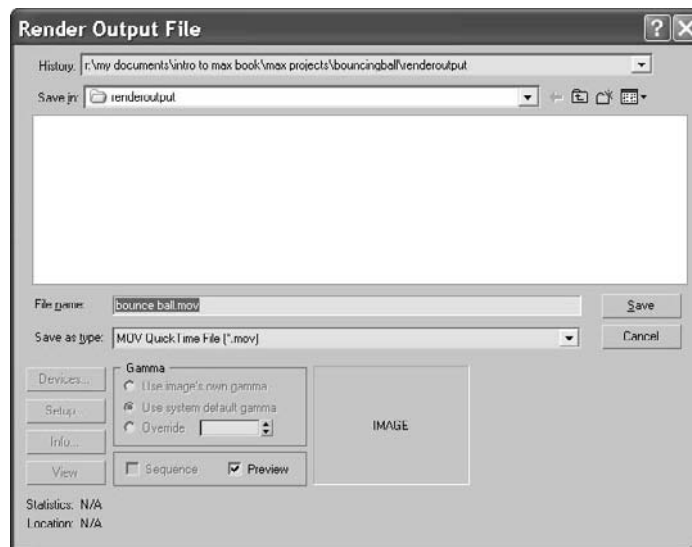 Render Output File
History: r:\my documents\intro to max book\max projects\bouncingball\renderoutput
Save in: renderoutput
File name: bounce ball.mov Save
Save as type: MOV QuickTime File (*.mov) Cancel
Devices... Gamma
Use image's own gamma
Setup... Use system default gamma IMAGE
Override
Info...
View Sequence Preview
Statistics: N/A
Location: N/A